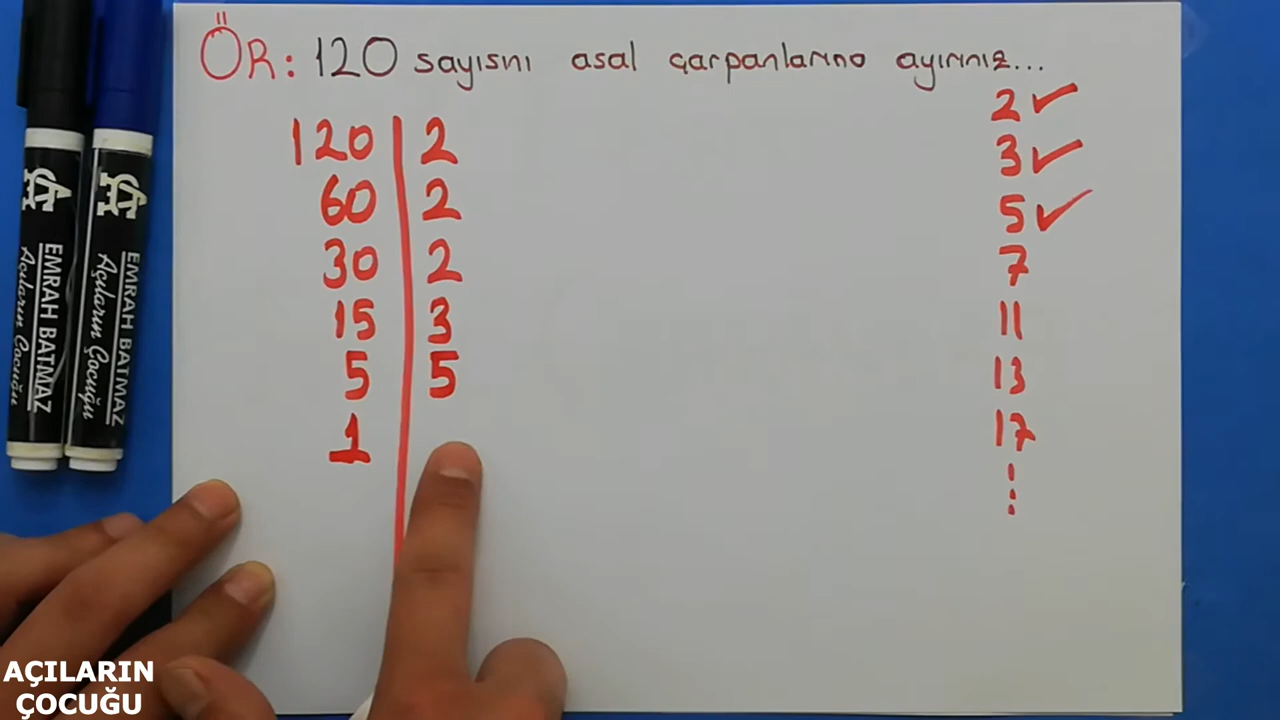 ÖR: 120 sayısnı asal çarpanlarına ayırınız...
120 | 2
60 | 2
30 | 2
15 | 3
5 | 5
1
2 ✓
3 ✓
5 ✓
7
11
13
17
EMRAH BATMAZ
Açıların Çocuğu
EMRAH BATMAZ
Açıların Çocuğu
AÇILARIN
ÇOCUĞU